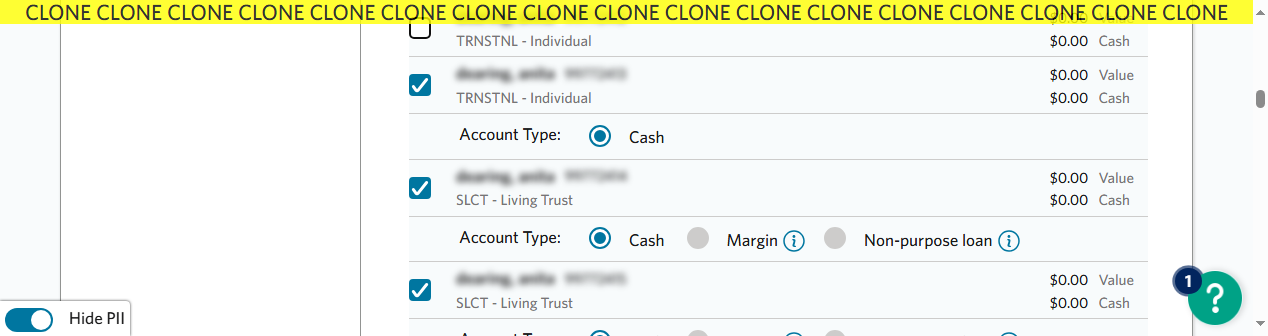 CLONE CLONE CLONE CLONE CLONE CLONE CLONE CLONE CLONE CLONE CLONE CLONE CLONE CLONE CLONE CLONE CLONE
TRNSTNL - Individual
$0.00 Cash
$0.00 Value
TRNSTNL - Individual
$0.00 Cash
Account Type: Cash
$0.00 Value
SLCT - Living Trust
$0.00 Cash
Account Type: Cash Margin Non-purpose loan
$0.00 Value
SLCT - Living Trust
$0.00 Cash
1
?
Hide PII